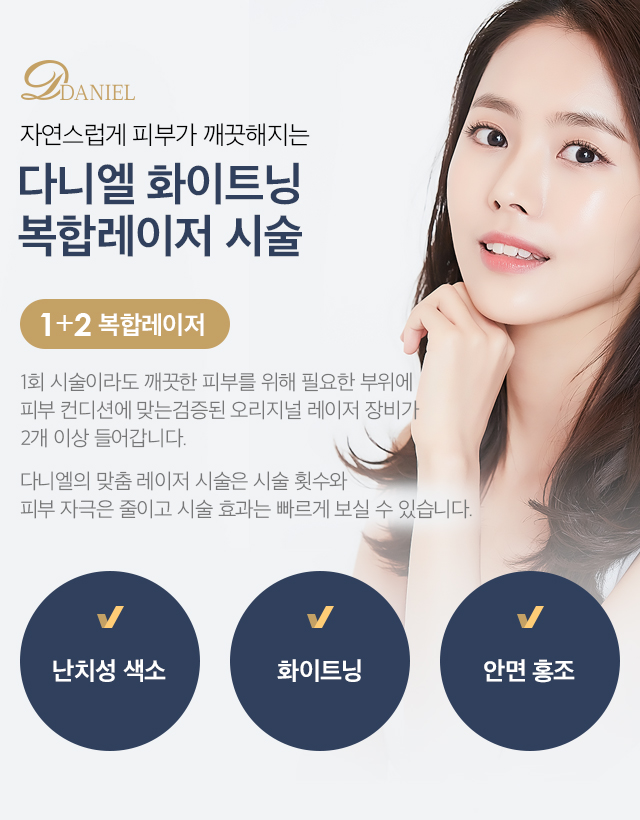 DANIEL
자연스럽게 피부가 깨끗해지는
다니엘 화이트닝
복합레이저 시술
1+2 복합레이저
1회 시술이라도 깨끗한 피부를 위해 필요한 부위에
피부 컨디션에 맞는검증된 오리지널 레이저 장비가
2개 이상 들어갑니다.
다니엘의 맞춤 레이저 시술은 시술 횟수와
피부 자극은 줄이고 시술 효과는 빠르게 보실 수 있습니다.
난치성 색소
화이트닝
안면 홍조